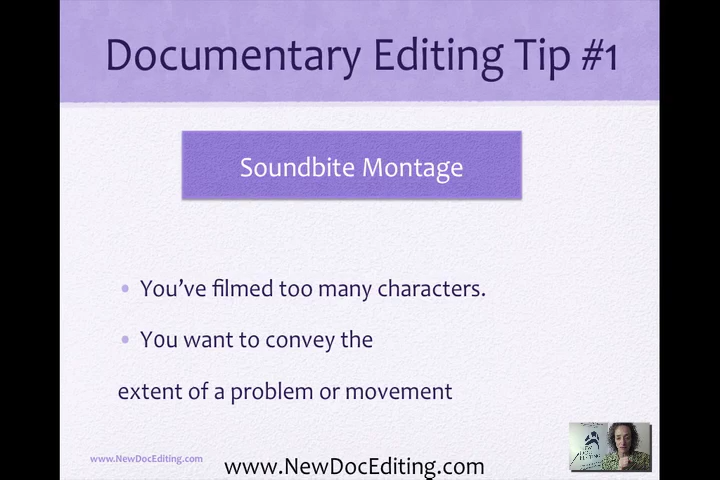 Documentary Editing Tip #1
Soundbite Montage
• You’ve filmed too many characters.
• You want to convey the
extent of a problem or movement
www.NewDocEditing.com
www.NewDocEditing.com